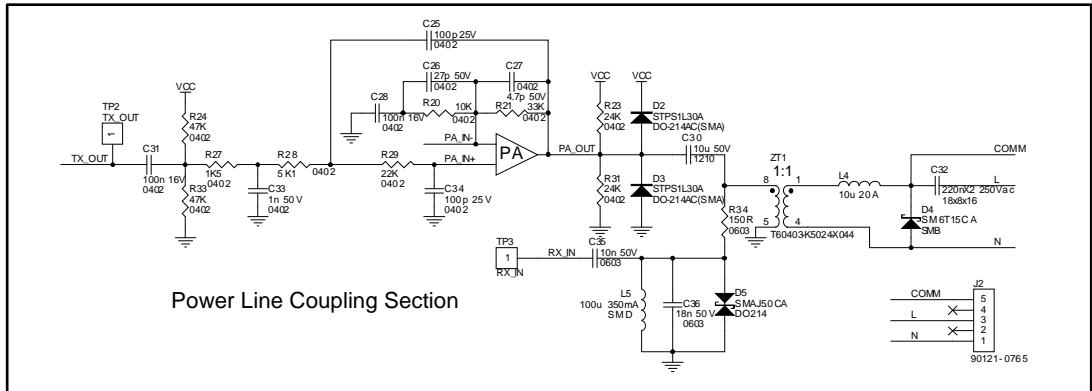 C25
100p 25V
0402
C26
27p 50V
0402
C27
0402
4.7p 50V
C28
100n 16V
0402
R20
10K
0402
R21
33K
0402
VCC
TP2
TX_OUT
1
R24
47K
0402
PA_IN-
PA
PA_IN+
PA_OUT
TX_OUT
C31
100n 16V
0402
R27
1K5
0402
R28
5K1
0402
R29
22K
0402
R33
47K
0402
C33
1n 50V
0402
C34
100p 25V
0402
VCC
VCC
R23
24K
0402
D2
STPS1L30A
DO-214AC(SMA)
C30
10u 50V
1210
R31
24K
0402
D3
STPS1L30A
DO-214AC(SMA)
ZT1
1:1
8
1
5
4
T60403-K5024-X044
L4
10u 20A
COMM
C32
L
220nX2 250Vac
18x8x16
D4
SM6T15CA
SMB
N
R34
150R
0603
TP3
1
RX_IN
RX_IN
C35
10n 50V
0603
L5
100u 350mA
SMD
C36
18n 50V
0603
D5
SMAJ5.0CA
DO214
Power Line Coupling Section
J2
COMM
5
4
L
3
2
N
1
90121-0765